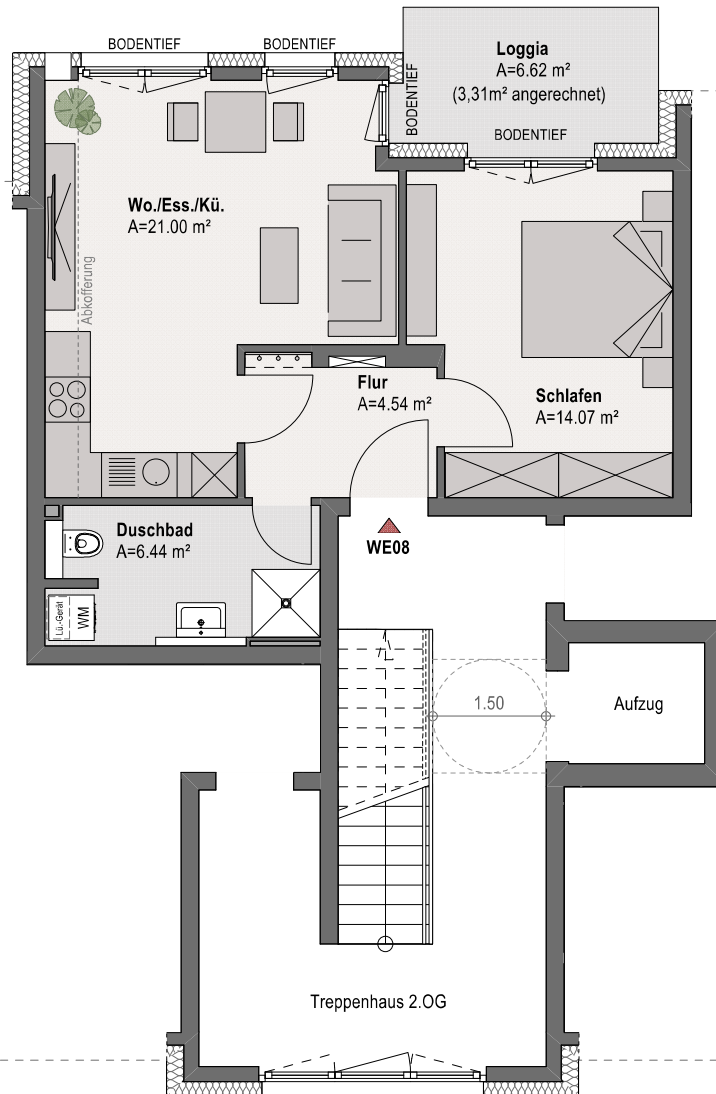 BODENTIEF
BODENTIEF
Loggia
A=6.62 m²
(3,31m² angerechnet)
BODENTIEF
BODENTIEF
Wo./Ess./Kü.
A=21.00 m²
Abkofferung
Flur
A=4.54 m²
Schlafen
A=14.07 m²
Duschbad
A=6.44 m²
WE08
Lü.-Gerät
WM
1.50
Aufzug
Treppenhaus 2.OG